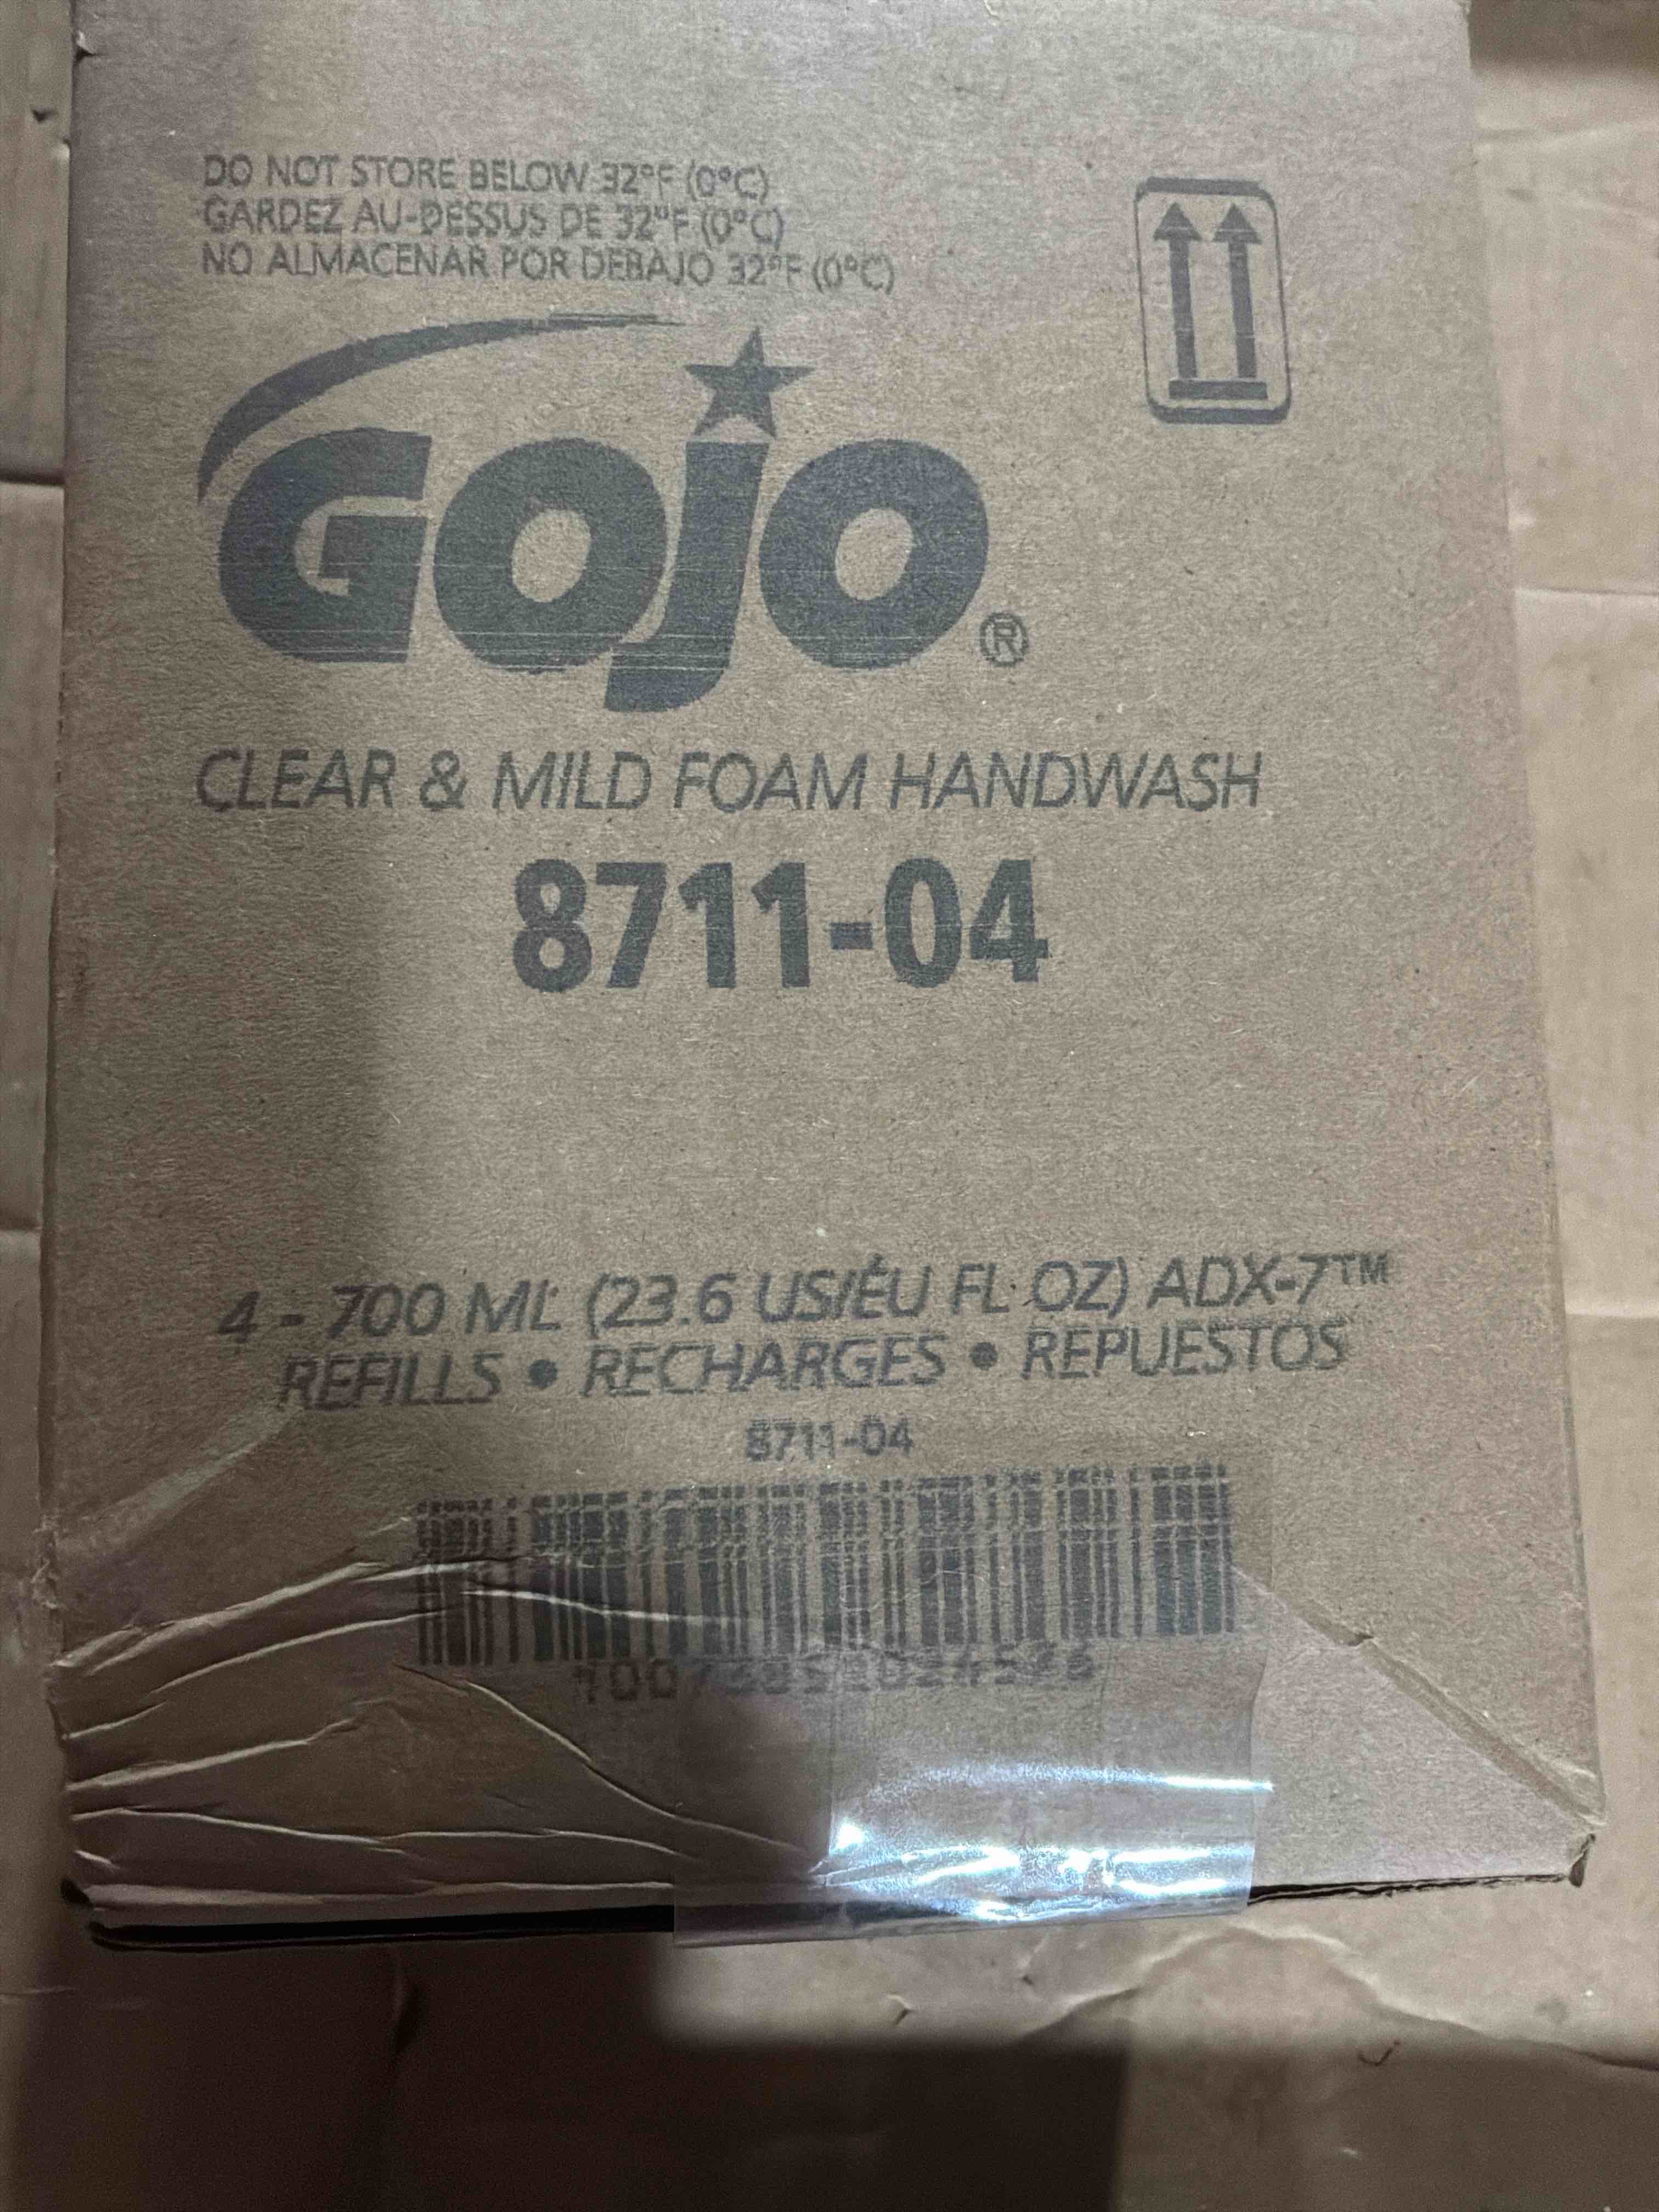 DO NOT STORE BELOW 32°F (0°C)
GARDEZ AU-DESSUS DE 32°F (0°C)
NO ALMACENAR POR DEBAJO 32°F (0°C)
GOJO®
CLEAR & MILD FOAM HANDWASH
8711-04
4 - 700 ML (23.6 US/ÉU FL OZ) ADX-7™
REFILLS • RECHARGES • REPUESTOS
8711-04